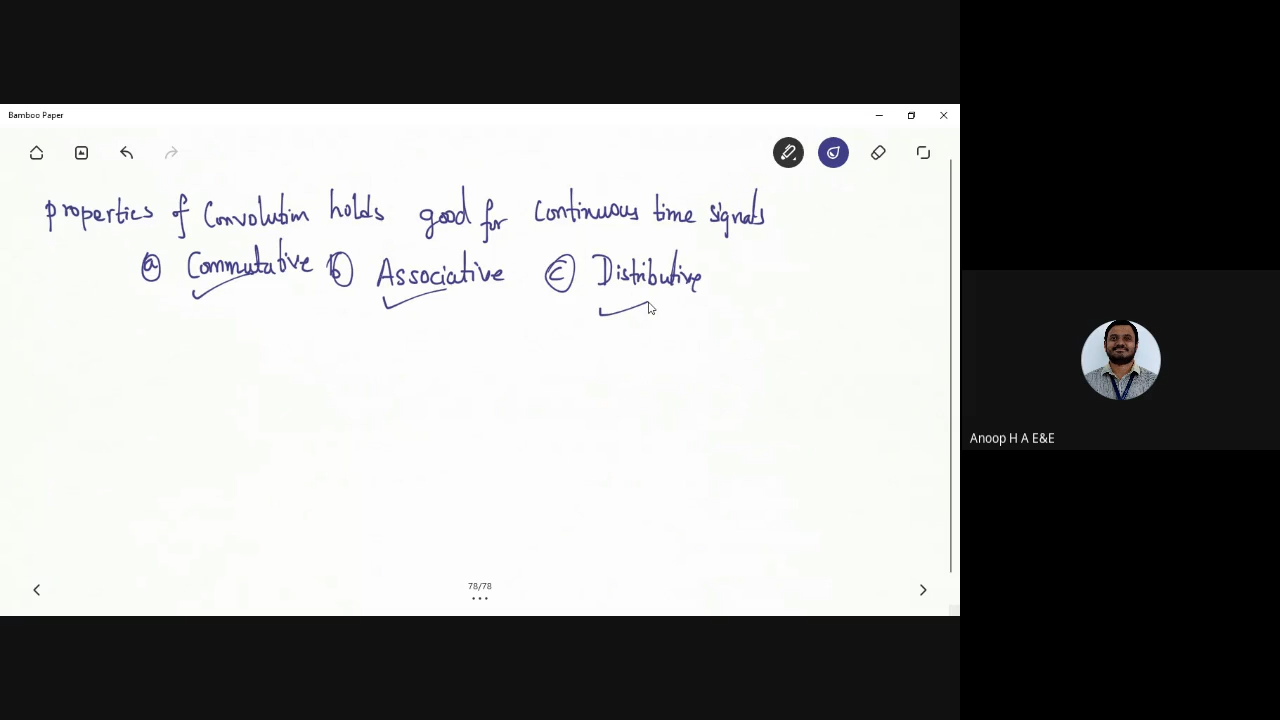 Bamboo Paper
properties of Convolution holds good for continuous time signals
(a) Commutative (b) Associative (c) Distributive
Anoop H A E&E
78/78